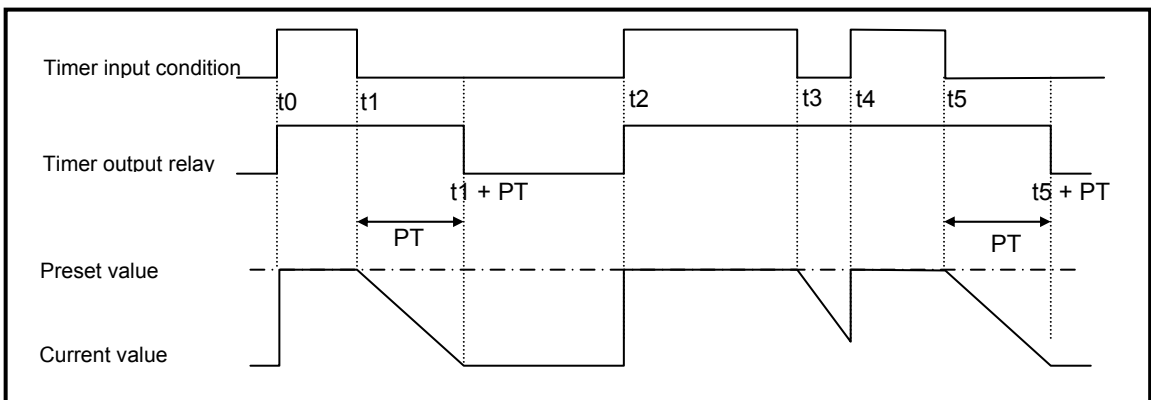 Timer input condition
t0 t1 t2 t3 t4 t5
Timer output relay
t1 + PT t5 + PT
PT PT
Preset value
Current value